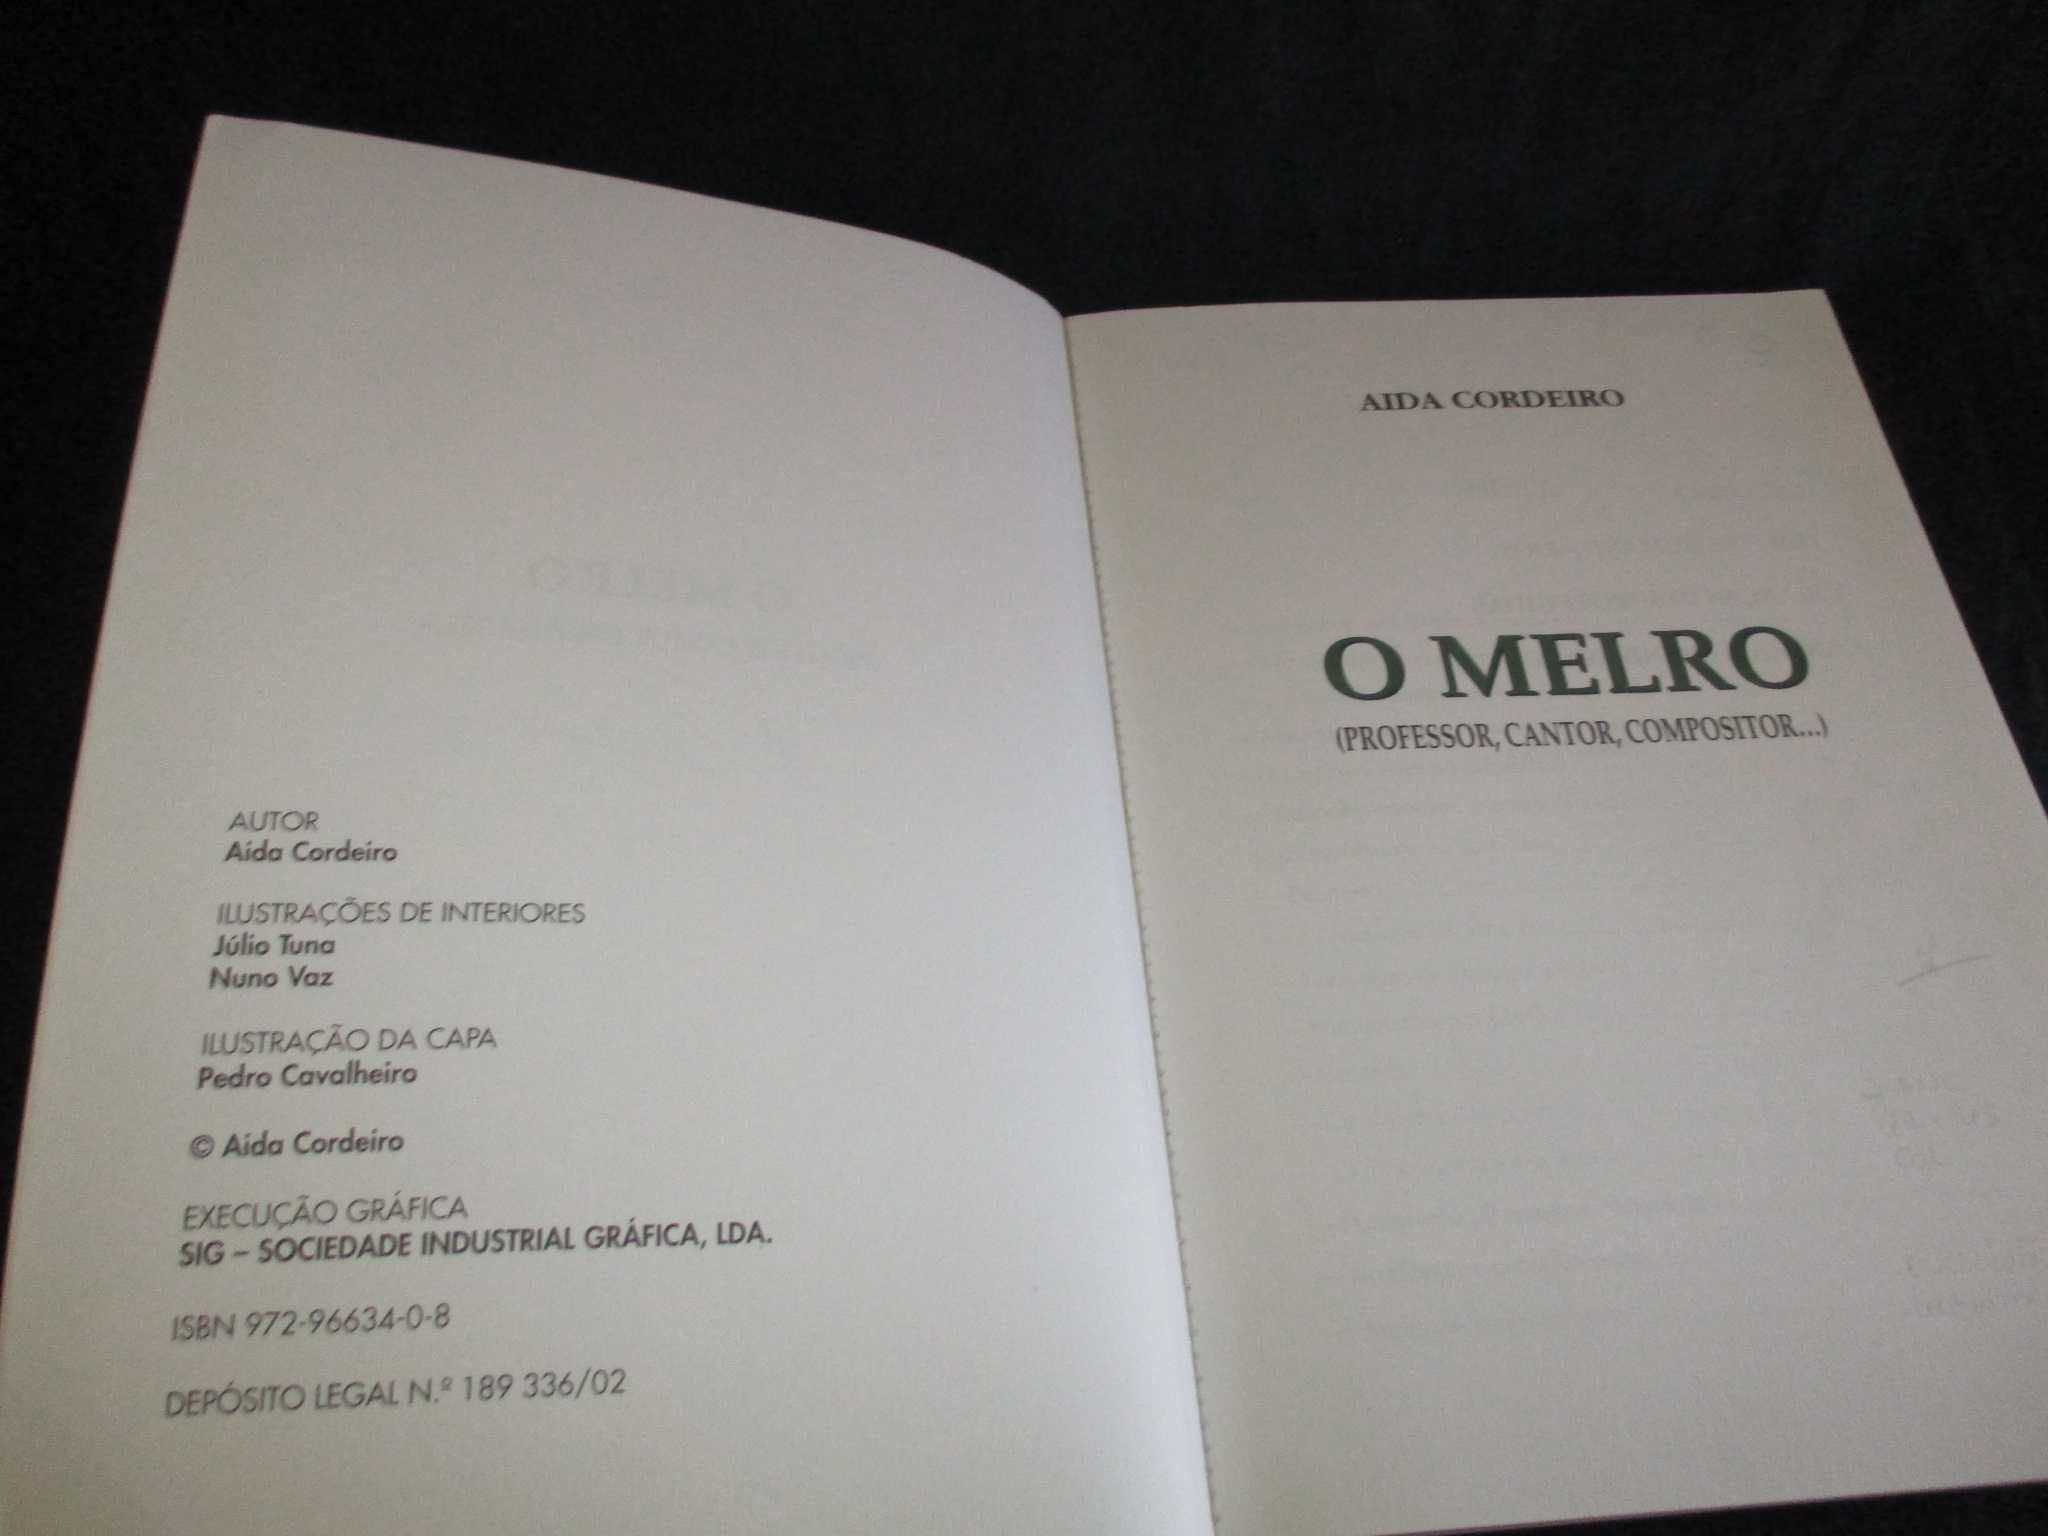 AUTOR
Aida Cordeiro
ILUSTRAÇÕES DE INTERIORES
Júlio Tuna
Nuno Vaz
ILUSTRAÇÃO DA CAPA
Pedro Cavalheiro
© Aida Cordeiro
EXECUÇÃO GRÁFICA
SIG – SOCIEDADE INDUSTRIAL GRÁFICA, LDA.
ISBN 972-96634-0-8
DEPÓSITO LEGAL N.º 189 336/02
AIDA CORDEIRO
O MELRO
(PROFESSOR, CANTOR, COMPOSITOR...)